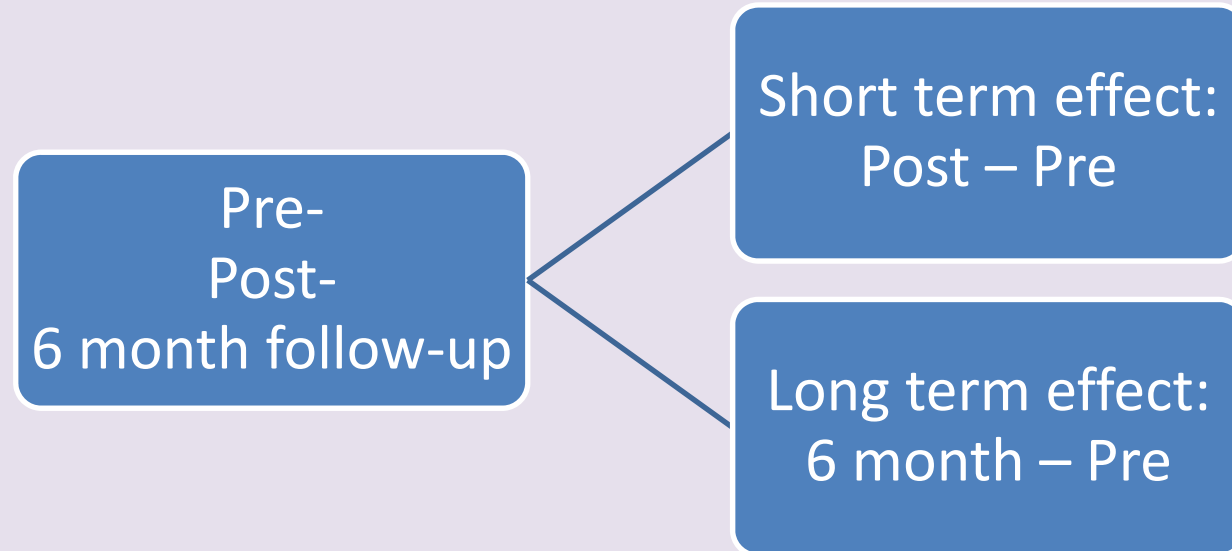 Pre-
Post-
6 month follow-up
Short term effect:
Post – Pre
Long term effect:
6 month – Pre